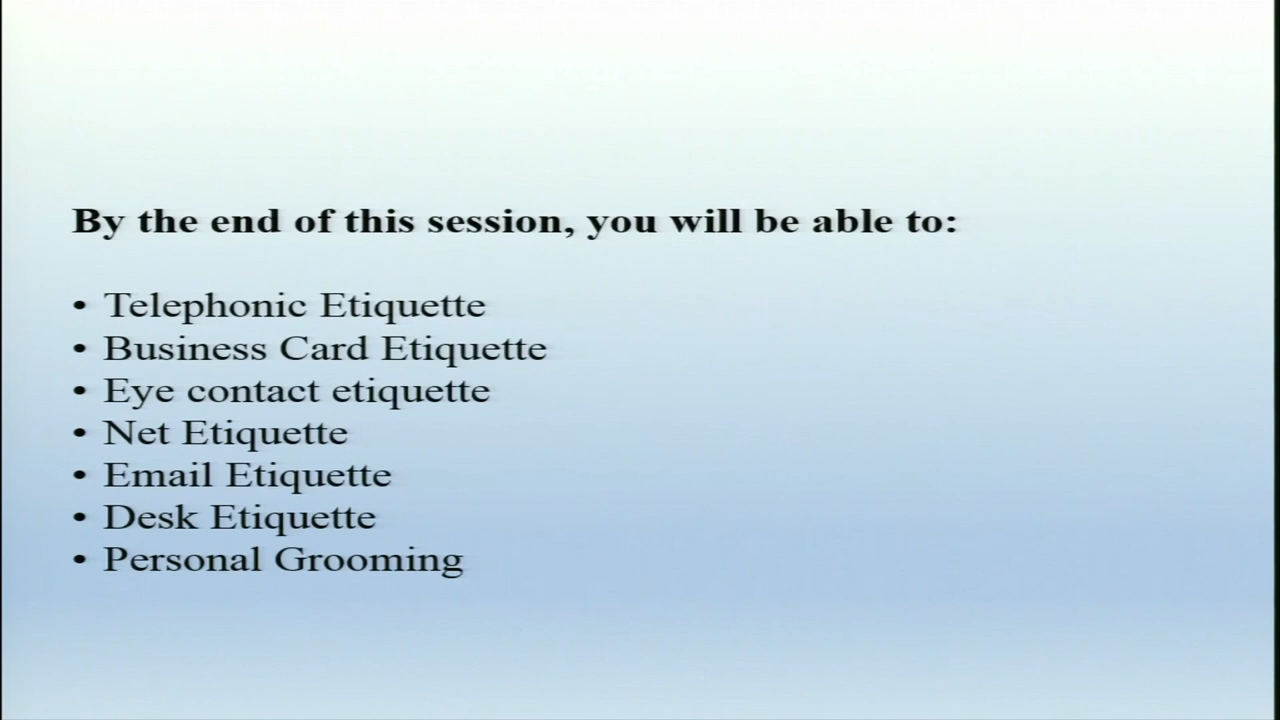 By the end of this session, you will be able to:
• Telephonic Etiquette
• Business Card Etiquette
• Eye contact etiquette
• Net Etiquette
• Email Etiquette
• Desk Etiquette
• Personal Grooming